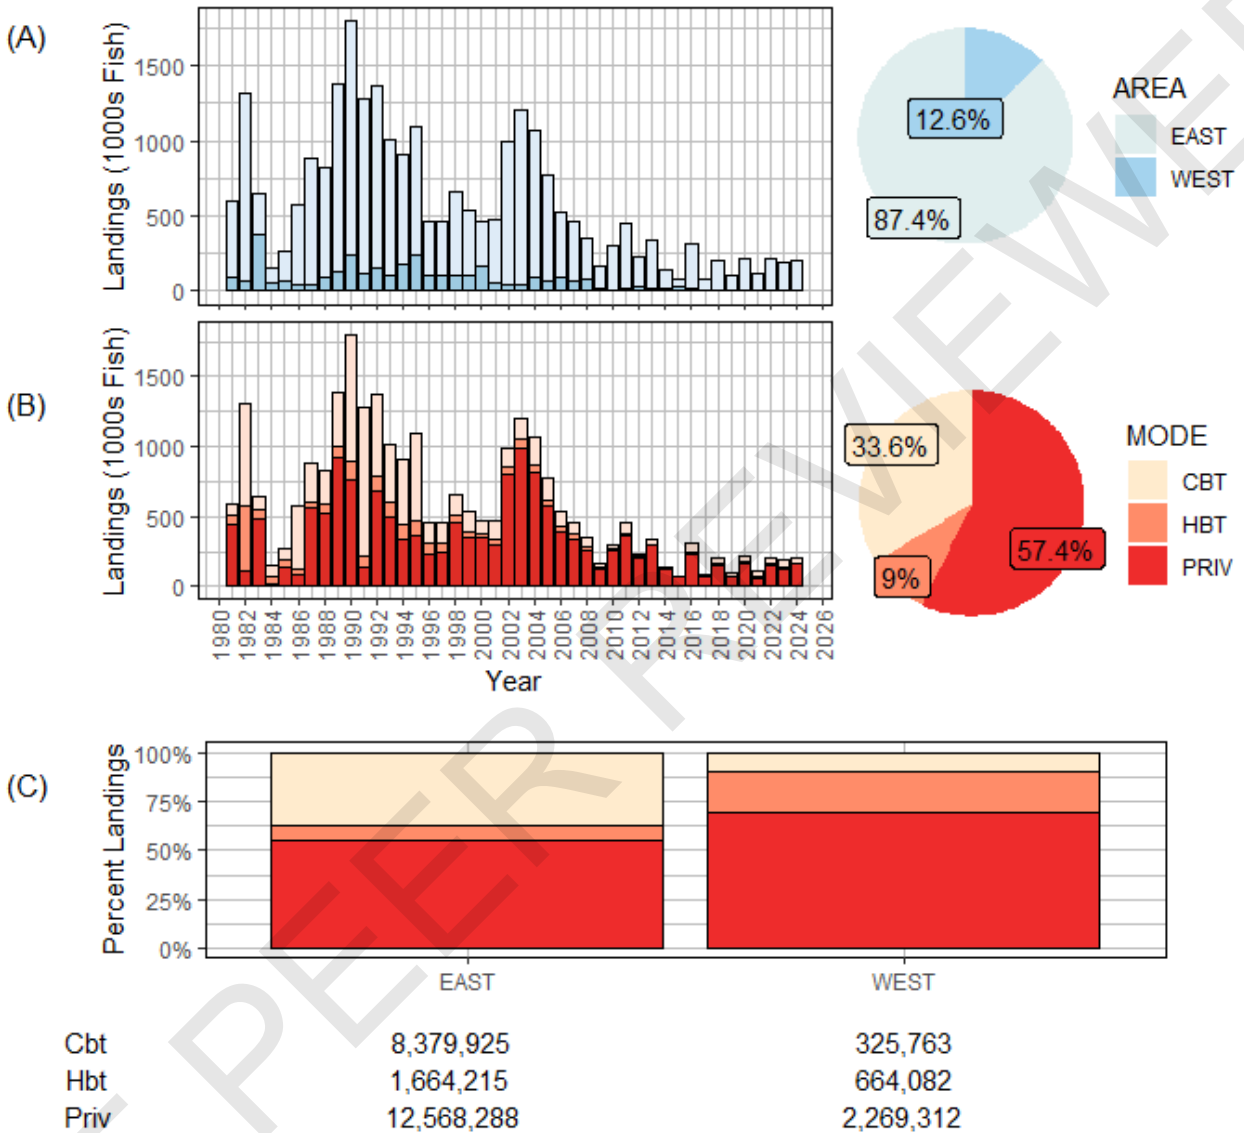 (A)
Landings (1000s Fish)
1500
1000
500
0
12.6%
87.4%
AREA
EAST
WEST
(B)
Landings (1000s Fish)
1500
1000
500
0
1980 1982 1984 1986 1988 1990 1992 1994 1996 1998 2000 2002 2004 2006 2008 2010 2012 2014 2016 2018 2020 2022 2024 2026
Year
33.6%
9%
57.4%
MODE
CBT
HBT
PRIV
(C)
Percent Landings
100%
75%
50%
25%
0%
EAST WEST
Cbt 8,379,925 325,763
Hbt 1,664,215 664,082
Priv 12,568,288 2,269,312
PEER REVIEW